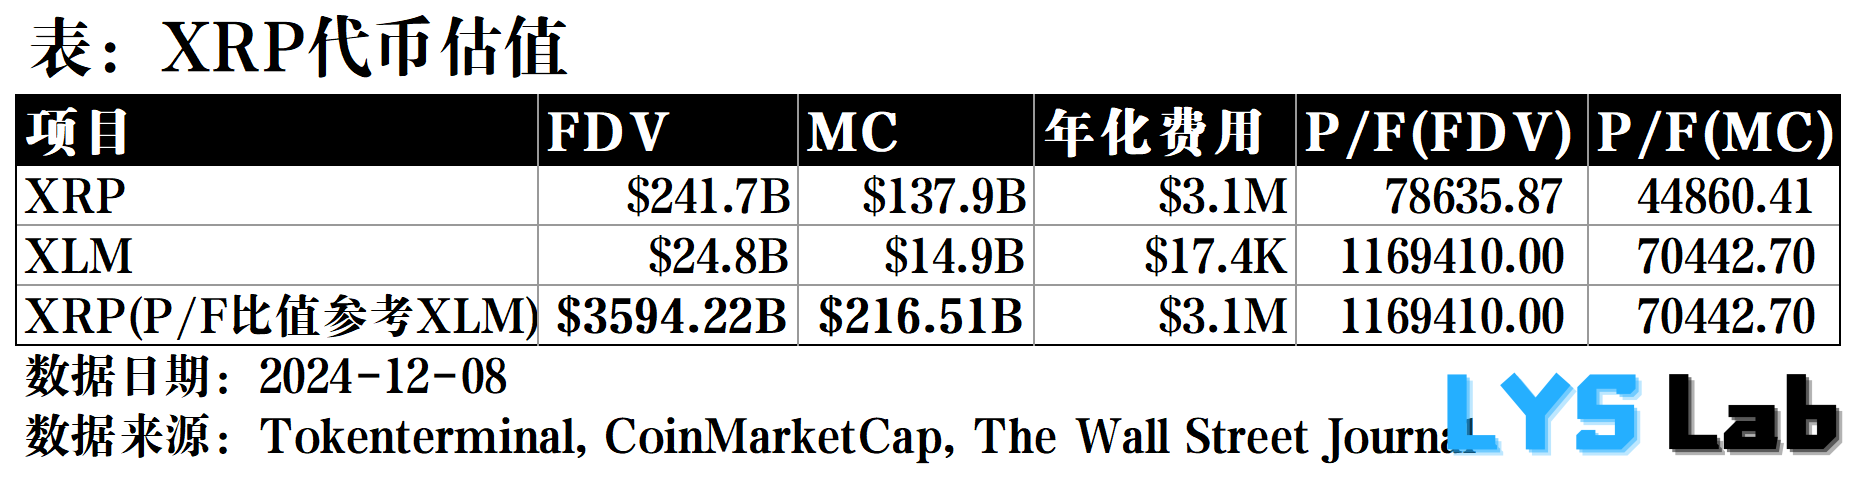 表：XRP代币估值
项目 FDV MC 年化费用 P/F(FDV) P/F(MC)
XRP $241.7B $137.9B $3.1M 78635.87 44860.41
XLM $24.8B $14.9B $17.4K 1169410.00 70442.70
XRP(P/F比值参考XLM) $3594.22B $216.51B $3.1M 1169410.00 70442.70
数据日期：2024-12-08
数据来源：Tokenterminal, CoinMarketCap, The Wall Street Journal
LYS Lab